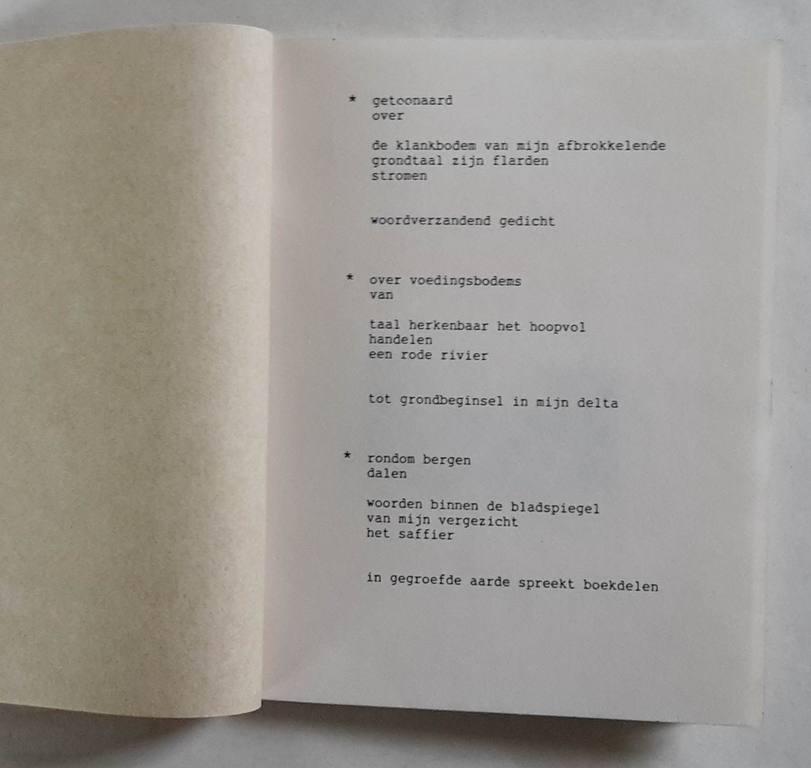 * getoonaard
over
de klankbodem van mijn afbrokkelende
grondtaal zijn flarden
stromen
woordverzandend gedicht
* over voedingsbodems
van
taal herkenbaar het hoopvol
handelen
een rode rivier
tot grondbeginsel in mijn delta
* rondom bergen
dalen
woorden binnen de bladspiegel
van mijn vergezicht
het saffier
in gegroefde aarde spreekt boekdelen